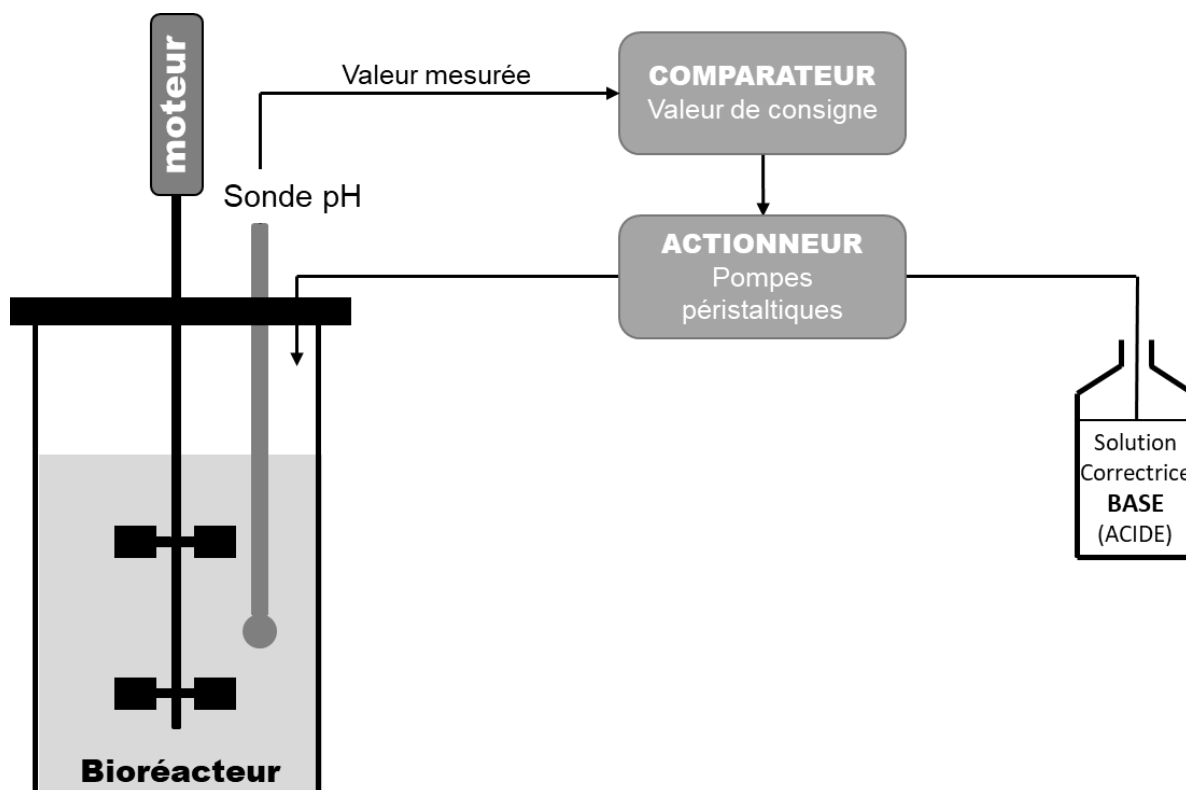 moteur
Valeur mesurée
COMPARATEUR
Valeur de consigne
Sonde pH
ACTIONNEUR
Pompes
péristaltiques
Solution
Correctrice
BASE
(ACIDE)
Bioréacteur